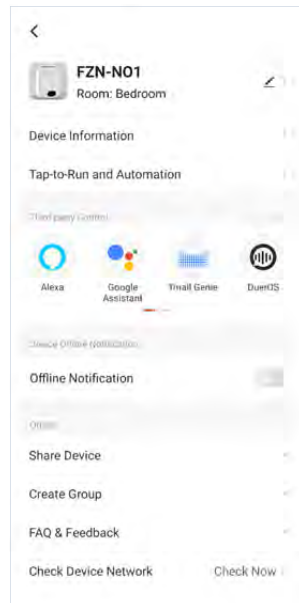 FZN-NO1
Room: Bedroom
Device Information
Tap-to-Run and Automation
Third-party Control
Alexa
Google
Assistant
Tmall Genie
DuerOS
Device Offline Notification
Offline Notification
Others
Share Device
Create Group
FAQ & Feedback
Check Device Network Check Now